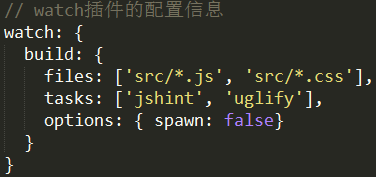 // watch插件的配置信息
watch: {
  build: {
    files: ['src/*.js', 'src/*.css'],
    tasks: ['jshint', 'uglify'],
    options: { spawn: false}
  }
}